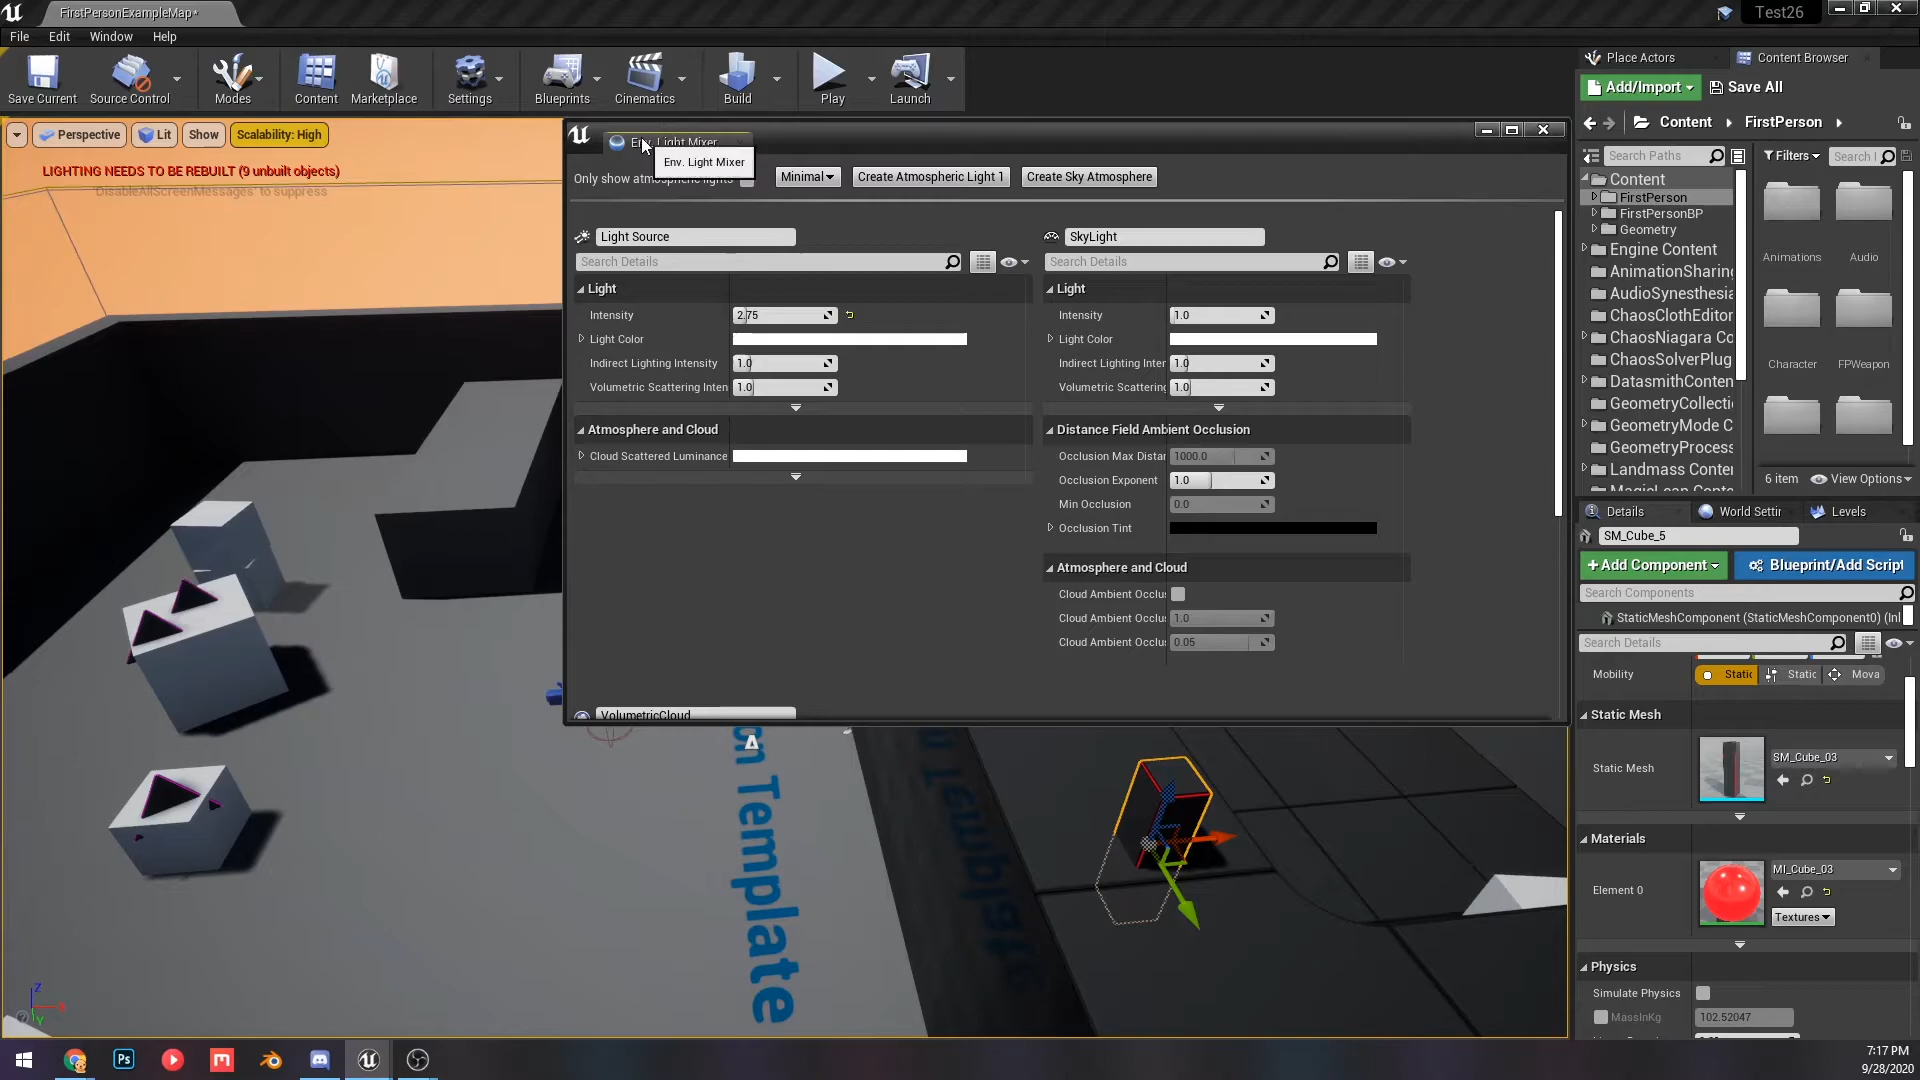 FirstPersonExampleMap*
Test26
File Edit Window Help
Save Current Source Control Modes Content Marketplace Settings Blueprints Cinematics Build Play Launch
Perspective Lit Show Scalability: High
LIGHTING NEEDS TO BE REBUILT (9 unbuilt objects)
'DisableAllScreenMessages' to suppress
Env. Light Mixer
Env. Light Mixer
Only show atmospheric lights Minimal Create Atmospheric Light 1 Create Sky Atmosphere
Light Source
Search Details
Light
Intensity 2.75
Light Color
Indirect Lighting Intensity 1.0
Volumetric Scattering Inten 1.0
Atmosphere and Cloud
Cloud Scattered Luminance
VolumetricCloud
SkyLight
Search Details
Light
Intensity 1.0
Light Color
Indirect Lighting Inter 1.0
Volumetric Scattering 1.0
Distance Field Ambient Occlusion
Occlusion Max Distar 1000.0
Occlusion Exponent 1.0
Min Occlusion 0.0
Occlusion Tint
Atmosphere and Cloud
Cloud Ambient Occlu
Cloud Ambient Occlu 1.0
Cloud Ambient Occlu 0.05
on Template
Z
X
Y
Place Actors Content Browser
Add/Import Save All
Content FirstPerson
Search Paths
Filters Search
Content
FirstPerson
FirstPersonBP
Geometry
Engine Content
AnimationSharing
AudioSynesthesia
ChaosClothEditor
ChaosNiagara Co
ChaosSolverPlug
DatasmithConten
GeometryCollecti
GeometryMode C
GeometryProcess
Landmass Conter
Animations Audio
Character FPWeapon
6 item View Options
Details World Settir Levels
SM_Cube_5
+Add Component Blueprint/Add Script
Search Components
StaticMeshComponent (StaticMeshComponent0) (Inl
Search Details
Mobility Static Static Mova
Static Mesh
Static Mesh SM_Cube_03
Materials
Element 0 MI_Cube_03
Textures
Physics
Simulate Physics
MassInKg 102.52047
Ps
7:17 PM
9/28/2020